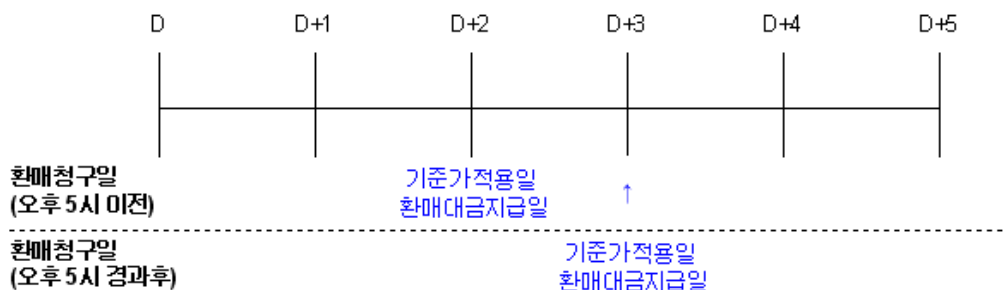 D D+1 D+2 D+3 D+4 D+5
환매청구일
(오후 5시 이전)
기준가적용일
환매대금지급일
↑
환매청구일
(오후 5시 경과후)
기준가적용일
환매대금지급일